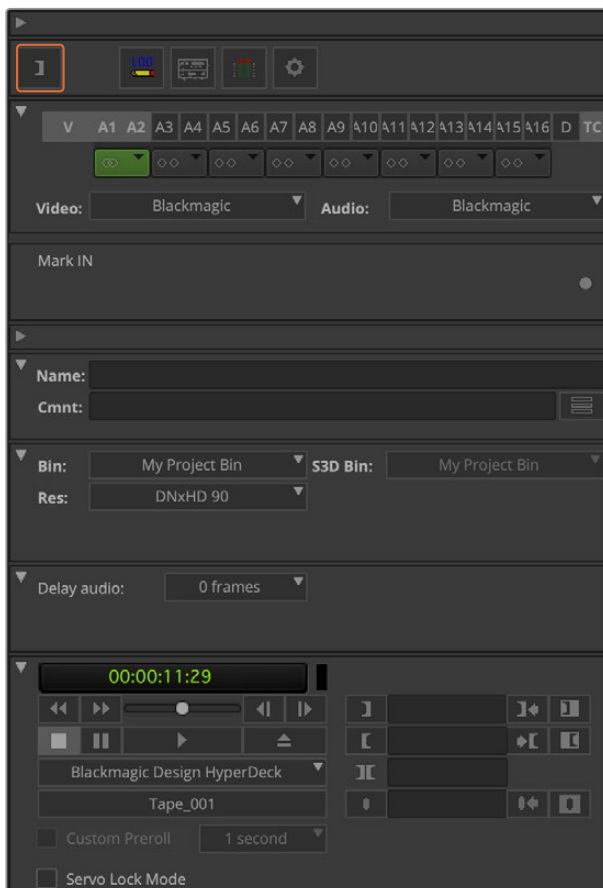 LOG
V A1 A2 A3 A4 A5 A6 A7 A8 A9 A10 A11 A12 A13 A14 A15 A16 D TC
Video: Blackmagic Audio: Blackmagic
Mark IN
Name:
Cmnt:
Bin: My Project Bin S3D Bin: My Project Bin
Res: DNxHD 90
Delay audio: 0 frames
00:00:11:29
Blackmagic Design HyperDeck
Tape_001
Custom Preroll 1 second
Servo Lock Mode